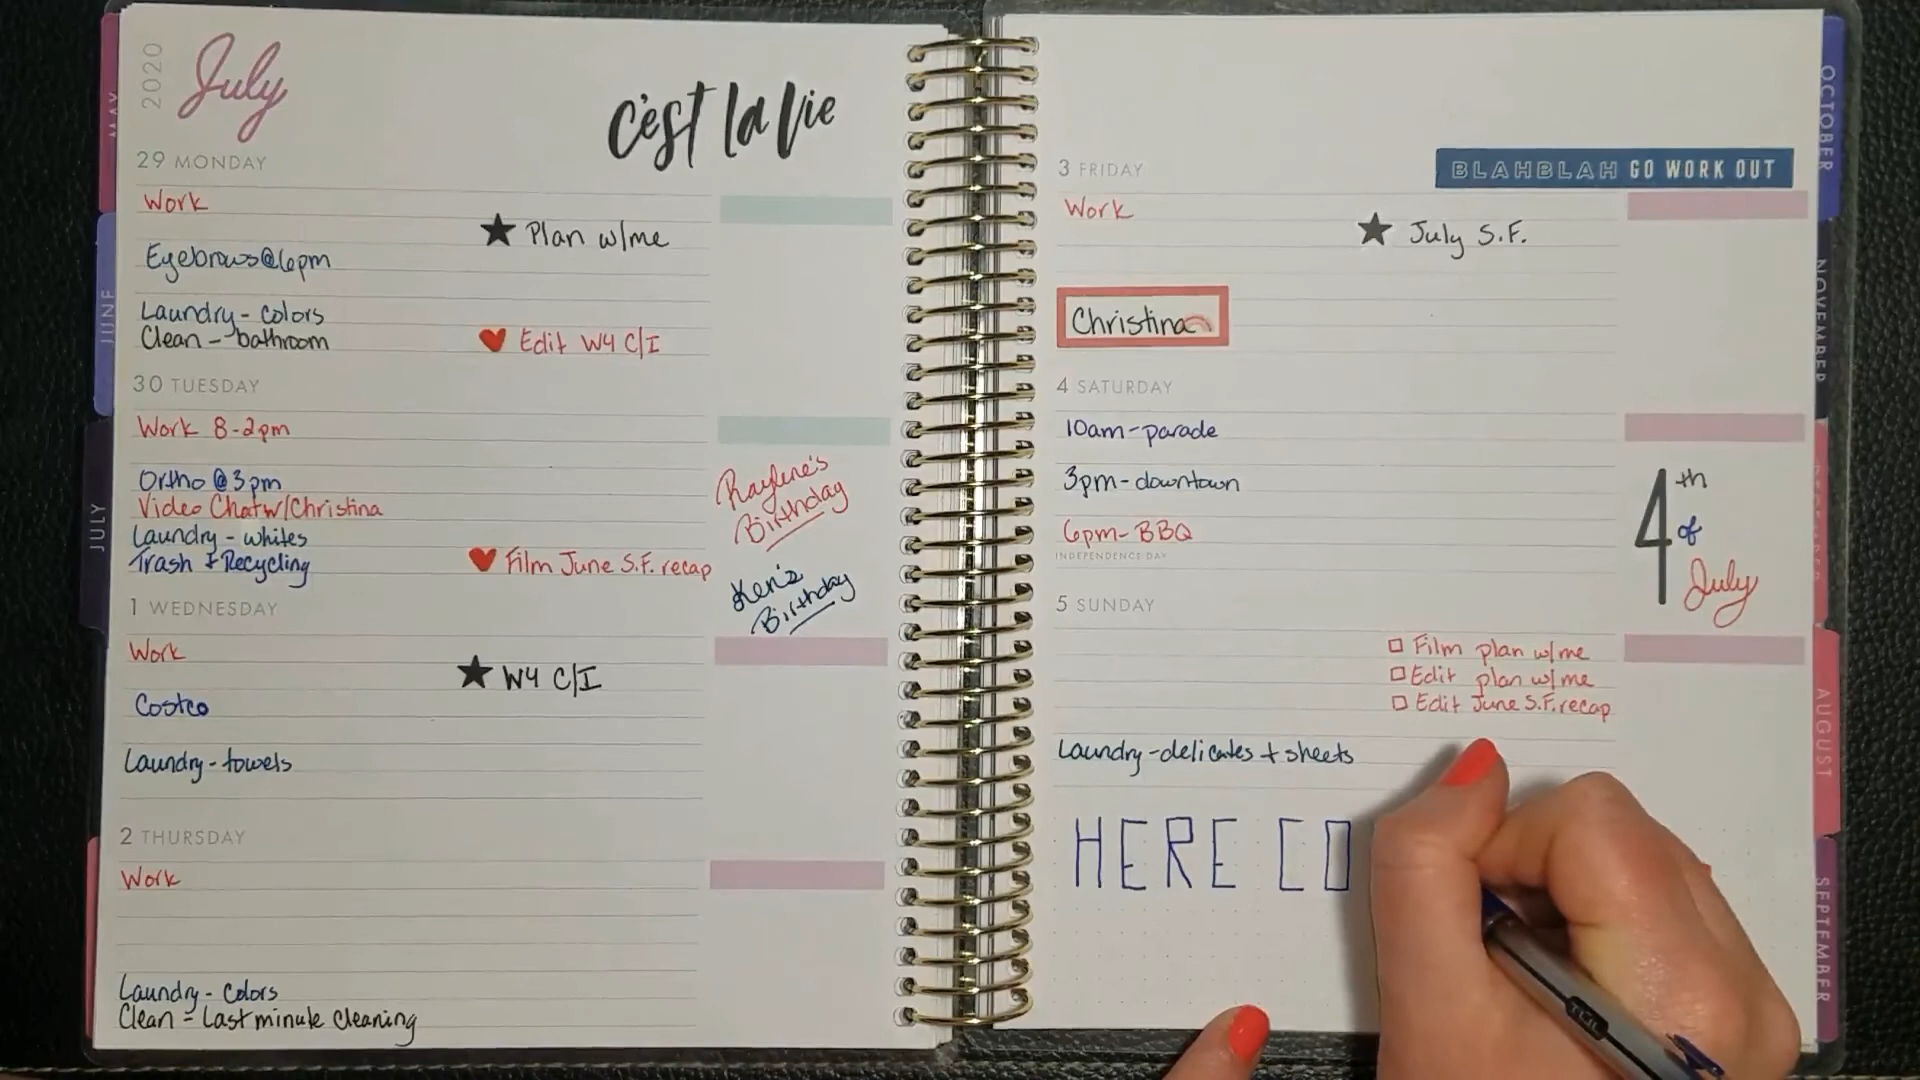 2020
July
c'est la vie
29 MONDAY
Work
★ Plan w/me
Eyebrows@6pm
Laundry - colors
Clean - bathroom
♥ Edit W4 C/I
30 TUESDAY
Work 8-2pm
Ortho @ 3pm
Video Chat w/Christina
Laundry - whites
Trash + Recycling
♥ Film June S.F. recap
Raylene's
Birthday
Ken's
Birthday
1 WEDNESDAY
Work
★ W4 C/I
Costco
Laundry - towels
2 THURSDAY
Work
Laundry - Colors
Clean - Last minute cleaning
MAY
JUNE
JULY
3 FRIDAY
BLAHBLAH GO WORK OUT
Work
★ July S.F.
Christina
4 SATURDAY
10am - parade
3pm - downtown
6pm - BBQ
INDEPENDENCE DAY
4th
of
July
5 SUNDAY
☐ Film plan w/me
☐ Edit plan w/me
☐ Edit June S.F. recap
Laundry - delicates + sheets
HERE CO
OCTOBER
NOVEMBER
AUGUST
SEPTEMBER